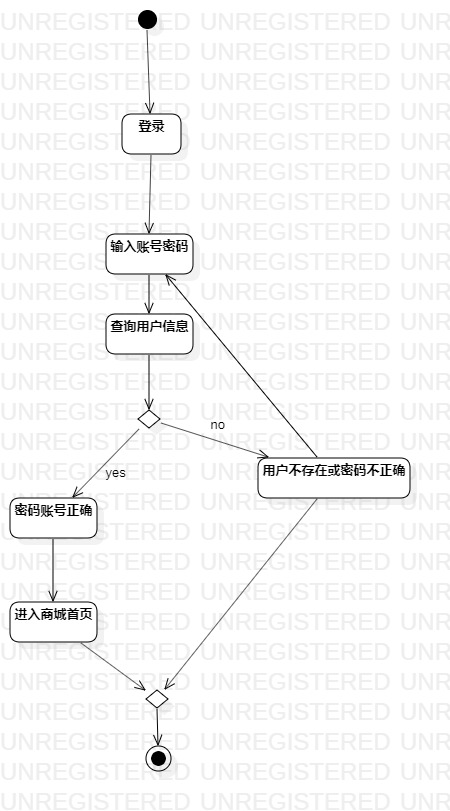 登录
输入账号密码
查询用户信息
no
用户不存在或密码不正确
yes
密码账号正确
进入商城首页
UNREGISTERED